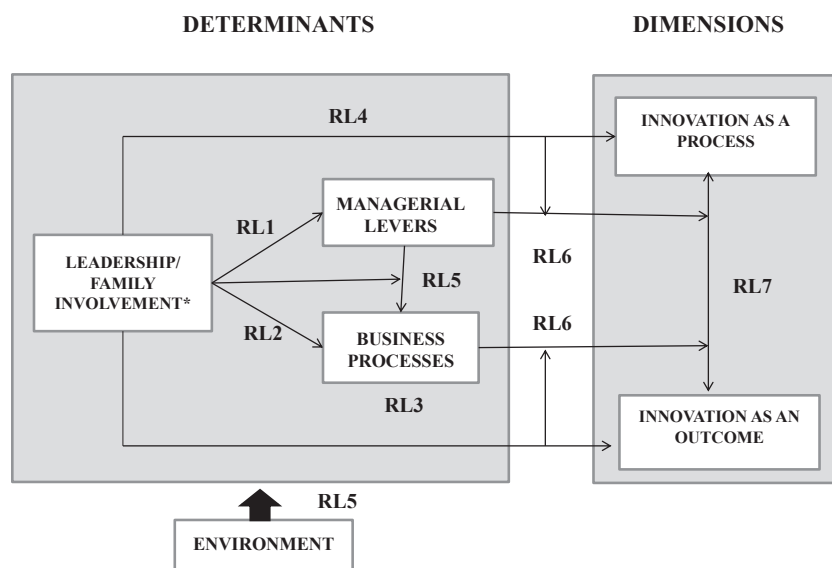 DETERMINANTS
DIMENSIONS
RL4
INNOVATION AS A
PROCESS
MANAGERIAL
LEVERS
RL1
LEADERSHIP/
FAMILY
INVOLVEMENT*
RL6
RL5
RL7
RL6
RL2
BUSINESS
PROCESSES
RL3
INNOVATION AS AN
OUTCOME
RL5
ENVIRONMENT